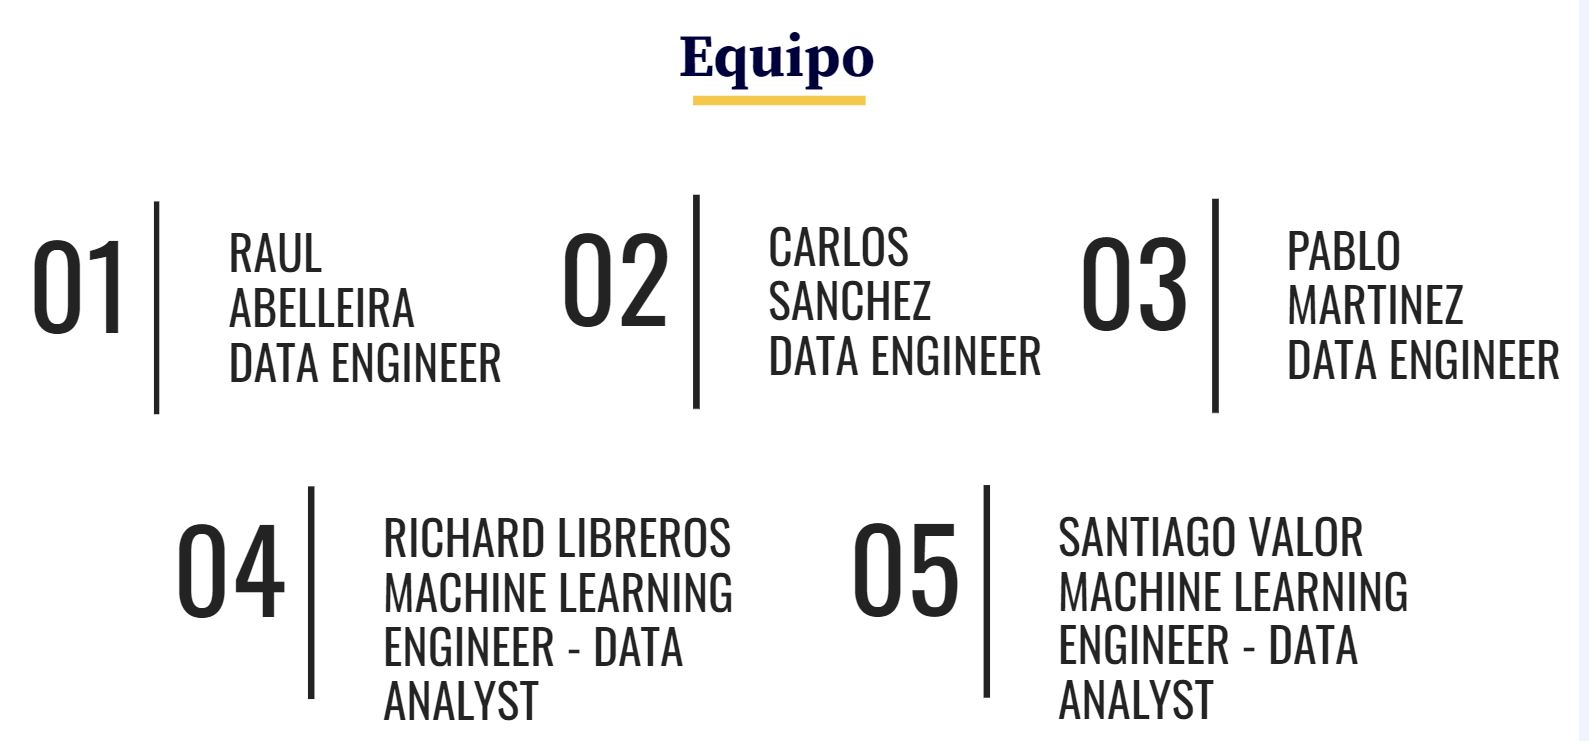 Equipo
01
RAUL
ABELLEIRA
DATA ENGINEER
02
CARLOS
SANCHEZ
DATA ENGINEER
03
PABLO
MARTINEZ
DATA ENGINEER
04
RICHARD LIBREROS
MACHINE LEARNING
ENGINEER - DATA
ANALYST
05
SANTIAGO VALOR
MACHINE LEARNING
ENGINEER - DATA
ANALYST